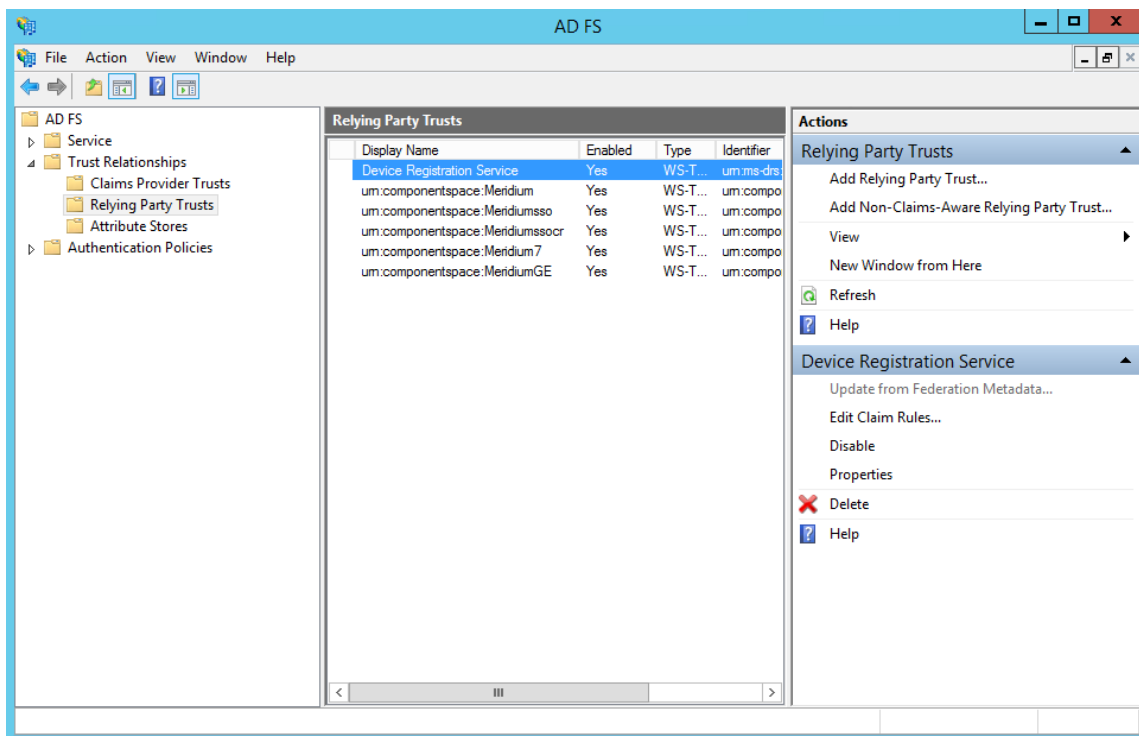 AD FS
File Action View Window Help
AD FS
Service
Trust Relationships
Claims Provider Trusts
Relying Party Trusts
Attribute Stores
Authentication Policies
Relying Party Trusts
Display Name Enabled Type Identifier
Device Registration Service Yes WS-T... urn:ms-drs:
urn:componentspace:Meridium Yes WS-T... urn:compo
urn:componentspace:Meridiumsso Yes WS-T... urn:compo
urn:componentspace:Meridiumssocr Yes WS-T... urn:compo
urn:componentspace:Meridium7 Yes WS-T... urn:compo
urn:componentspace:MeridiumGE Yes WS-T... urn:compo
Actions
Relying Party Trusts
Add Relying Party Trust...
Add Non-Claims-Aware Relying Party Trust...
View
New Window from Here
Refresh
Help
Device Registration Service
Update from Federation Metadata...
Edit Claim Rules...
Disable
Properties
Delete
Help